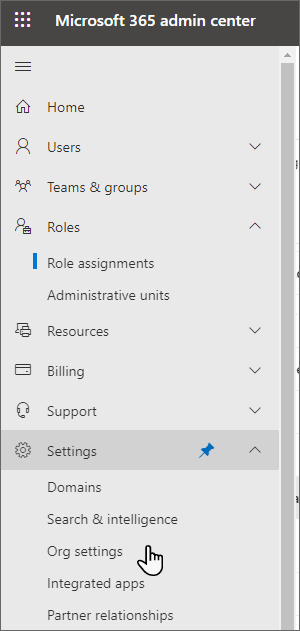 Microsoft 365 admin center
Home
Users
Teams & groups
Roles
Role assignments
Administrative units
Resources
Billing
Support
Settings
Domains
Search & intelligence
Org settings
Integrated apps
Partner relationships